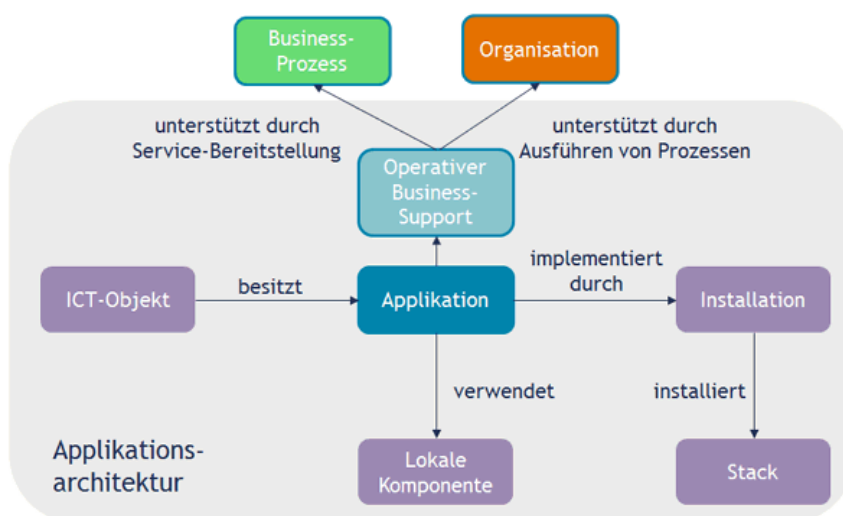 Business-
Prozess
Organisation
unterstützt durch
Service-Bereitstellung
unterstützt durch
Ausführen von Prozessen
Operativer
Business-
Support
ICT-Objekt
besitzt
Applikation
implementiert
durch
Installation
verwendet
installiert
Applikations-
architektur
Lokale
Komponente
Stack